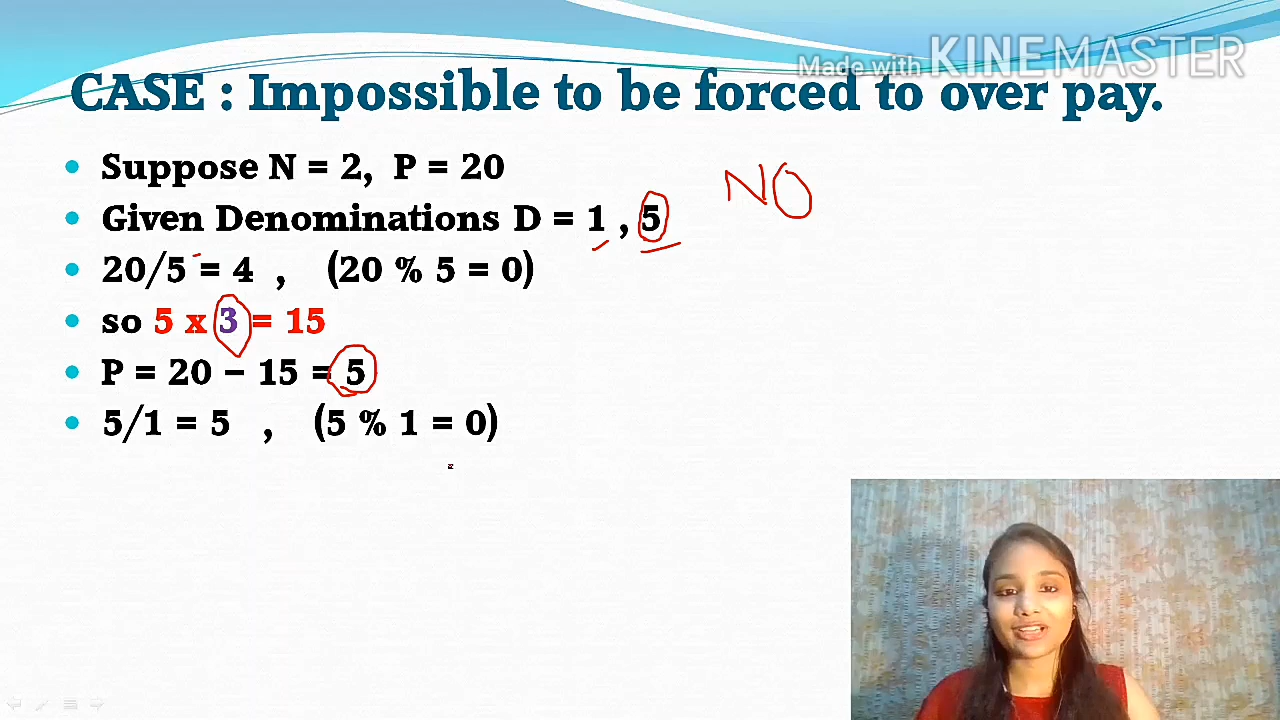 Made with KINEMASTER
CASE : Impossible to be forced to over pay.
• Suppose N = 2, P = 20
NO
• Given Denominations D = 1 , 5
• 20/5 = 4 , (20 % 5 = 0)
• so 5 x 3 = 15
• P = 20 – 15 = 5
• 5/1 = 5 , (5 % 1 = 0)